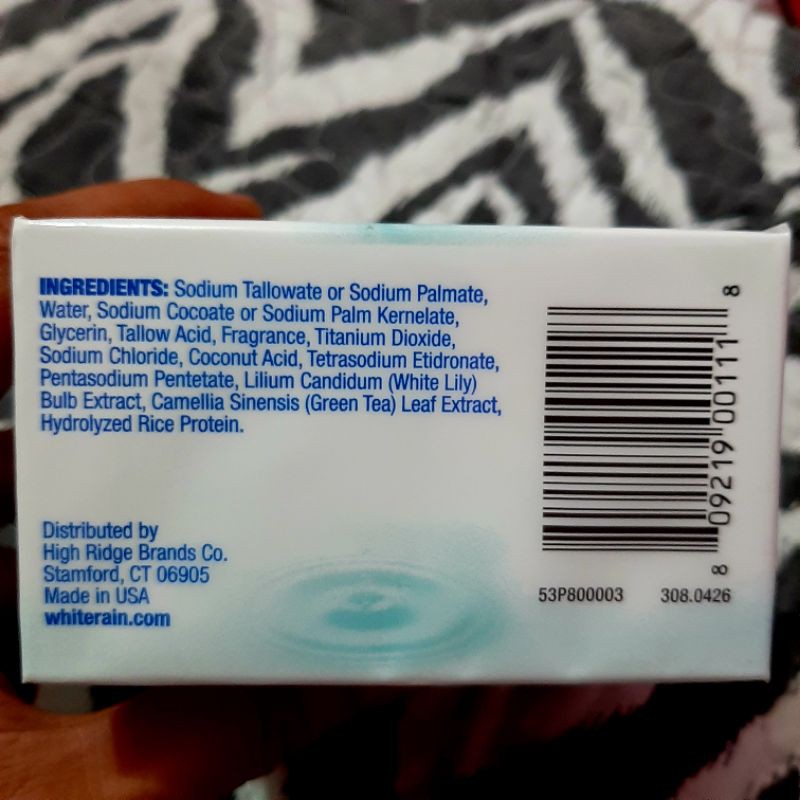 INGREDIENTS: Sodium Tallowate or Sodium Palmate,
Water, Sodium Cocoate or Sodium Palm Kernelate,
Glycerin, Tallow Acid, Fragrance, Titanium Dioxide,
Sodium Chloride, Coconut Acid, Tetrasodium Etidronate,
Pentasodium Pentetate, Lilium Candidum (White Lily)
Bulb Extract, Camellia Sinensis (Green Tea) Leaf Extract,
Hydrolyzed Rice Protein.
Distributed by
High Ridge Brands Co.
Stamford, CT 06905
Made in USA
whiterain.com
8 09219 00111 8
53P800003 308.0426